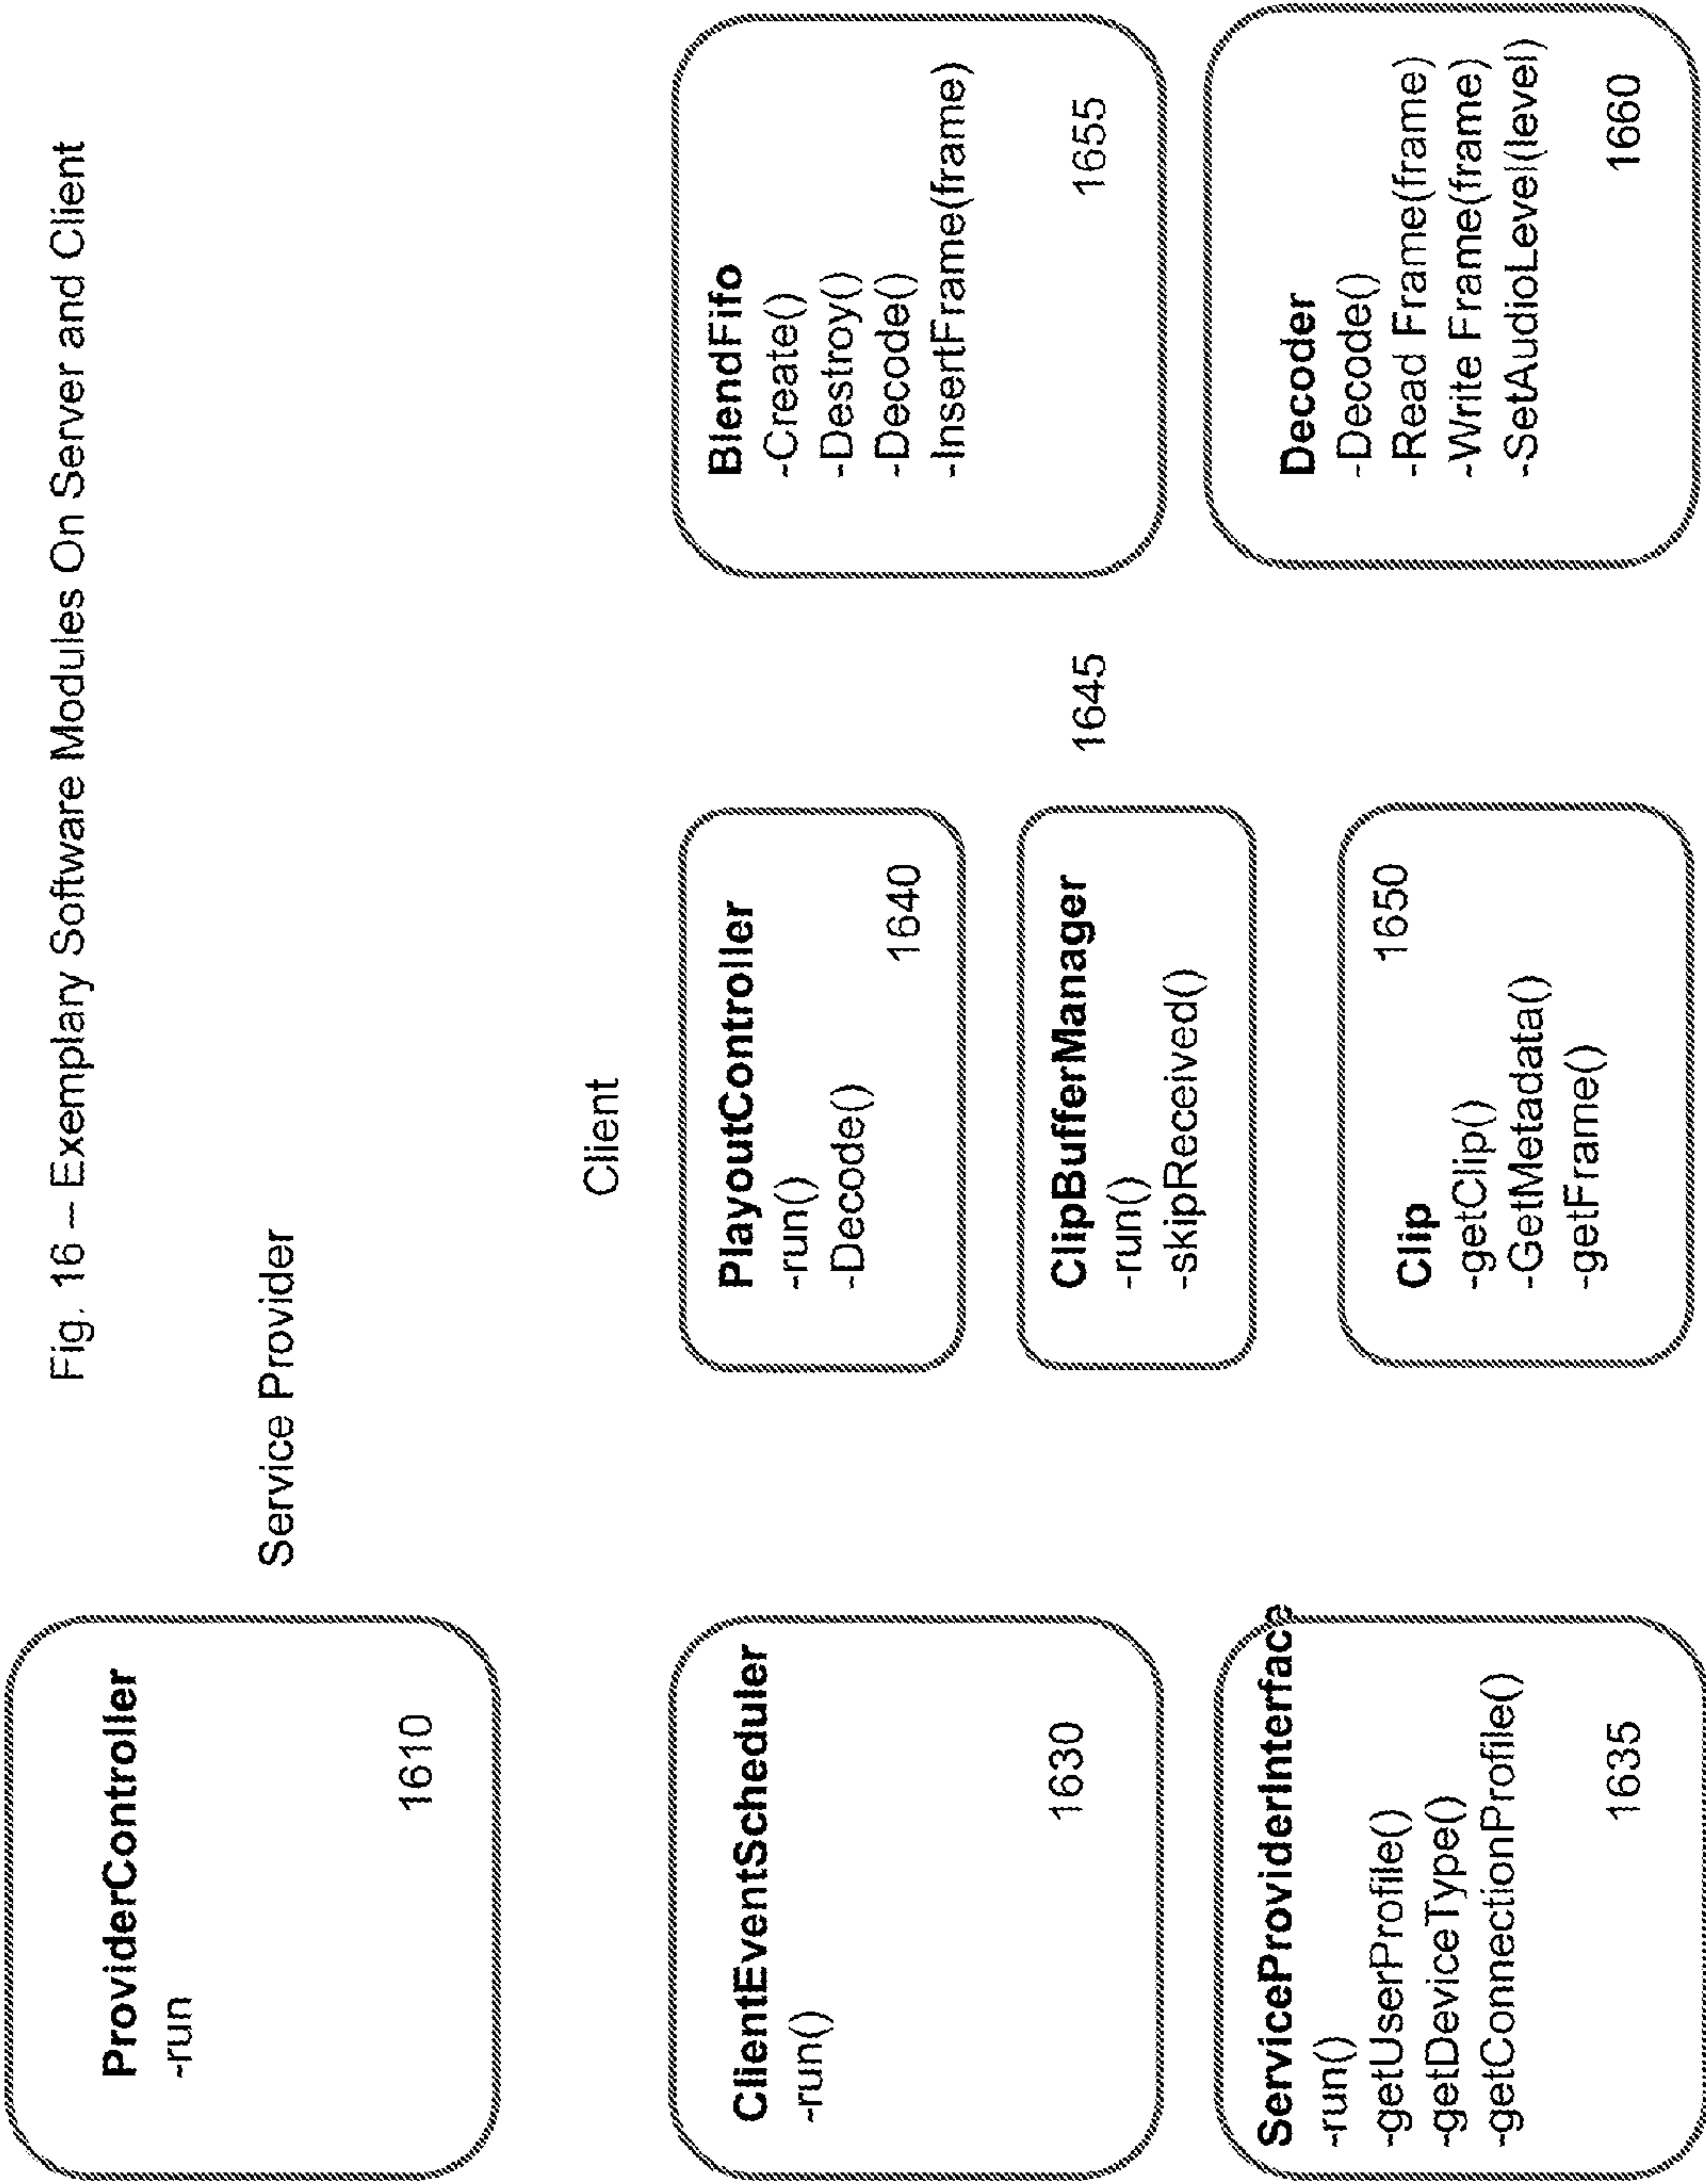 Fig. 16 – Exemplary Software Modules On Server and Client
ProviderController
-run
1610
Service Provider
Client
ClientEventScheduler
-run()
1630
PlayoutController
-run()
-Decode()
1640
BlendFifo
-Create()
-Destroy()
-Decode()
-InsertFrame(frame)
1655
ClipBufferManager
-run()
-skipReceived()
1645
ServiceProviderInterface
-run()
-getUserProfile()
-getDeviceType()
-getConnectionProfile()
1635
Clip
-getClip()
-GetMetadata()
-getFrame()
1650
Decoder
-Decode()
-Read Frame(frame)
-Write Frame(frame)
-SetAudioLevel(level)
1660